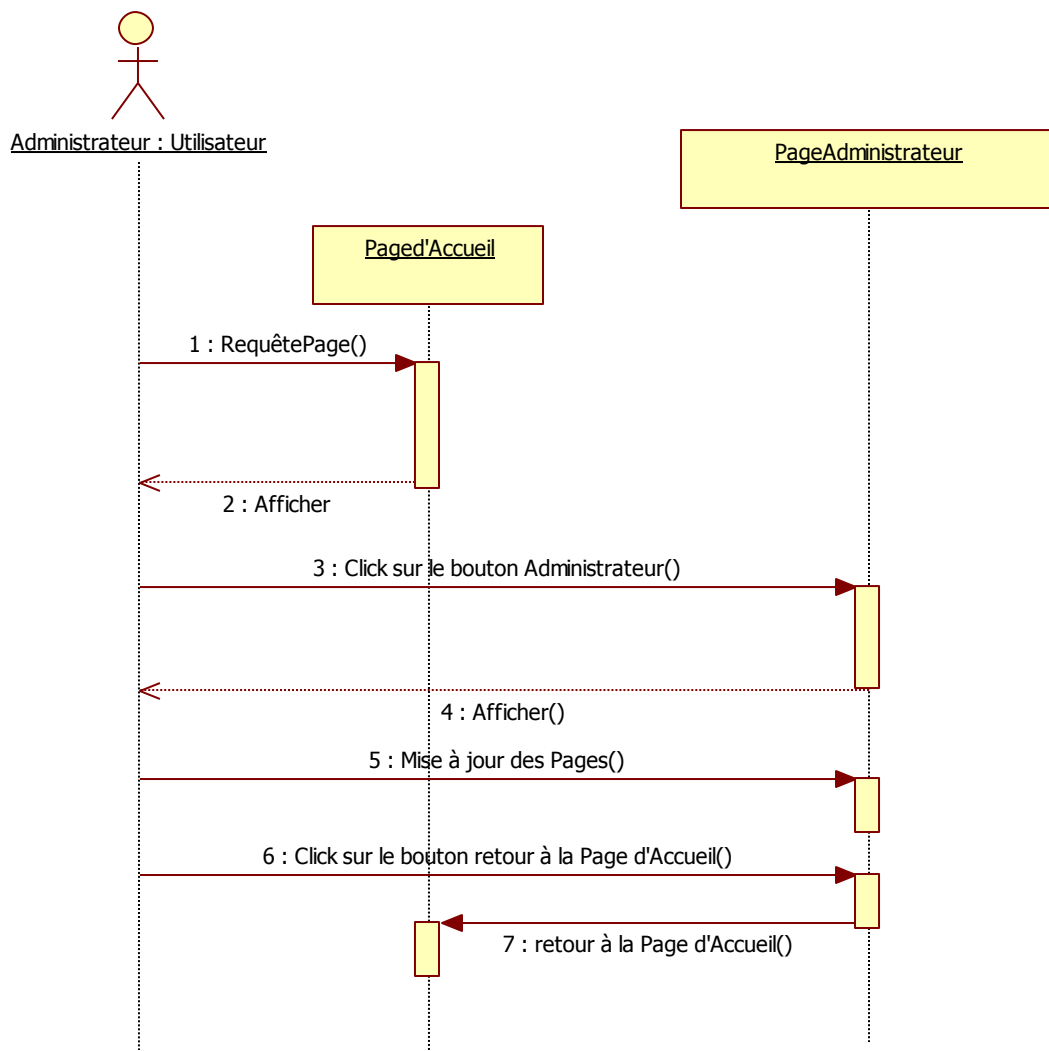 Administrateur : Utilisateur
PageAdministrateur
Paged'Accueil
1 : RequêtePage()
2 : Afficher
3 : Click sur le bouton Administrateur()
4 : Afficher()
5 : Mise à jour des Pages()
6 : Click sur le bouton retour à la Page d'Accueil()
7 : retour à la Page d'Accueil()